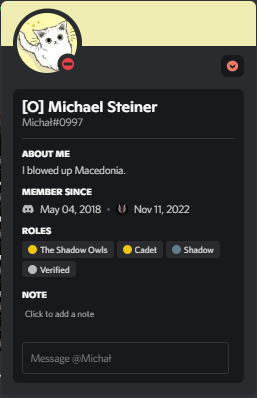 [O] Michael Steiner
Michał#0997
ABOUT ME
I blowed up Macedonia.
MEMBER SINCE
May 04, 2018 • Nov 11, 2022
ROLES
The Shadow Owls Cadet Shadow
Verified
NOTE
Click to add a note
Message @Michał